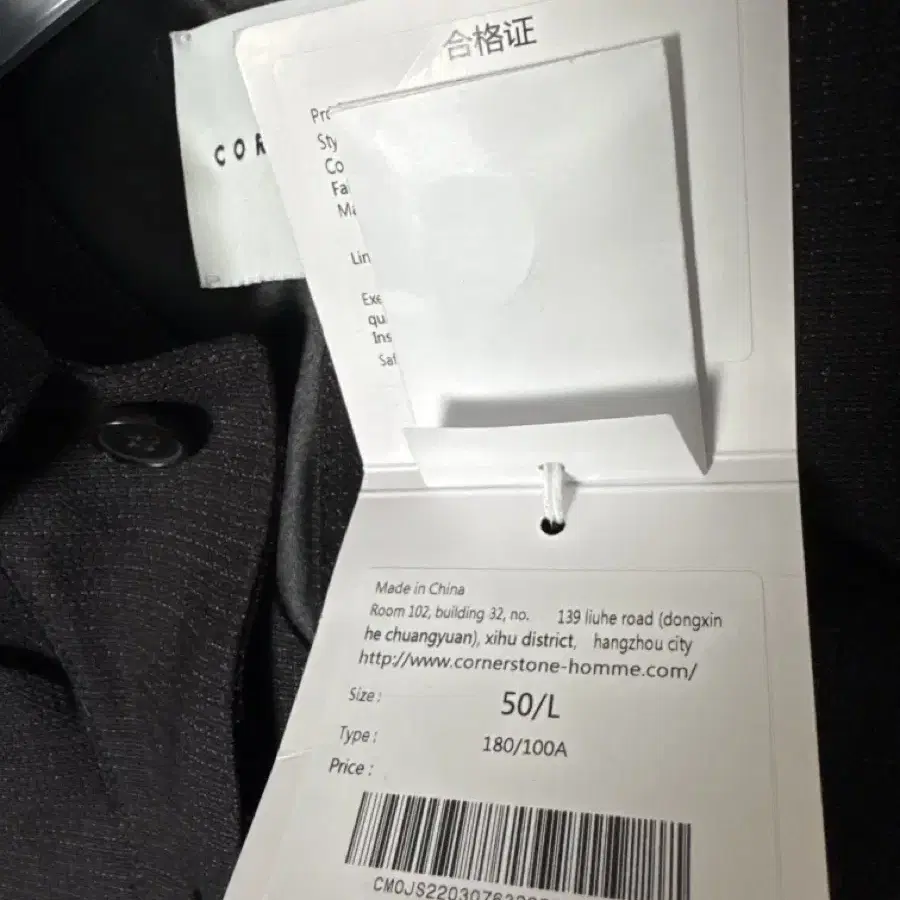 合格证
COR
Pro
Sty
Co
Fa
Ma
Lin
Exe
qu
Ins
Saf
Made in China
Room 102, building 32, no. 139 liuhe road (dongxin
he chuangyuan), xihu district, hangzhou city
http://www.cornerstone-homme.com/
Size: 50/L
Type: 180/100A
Price: